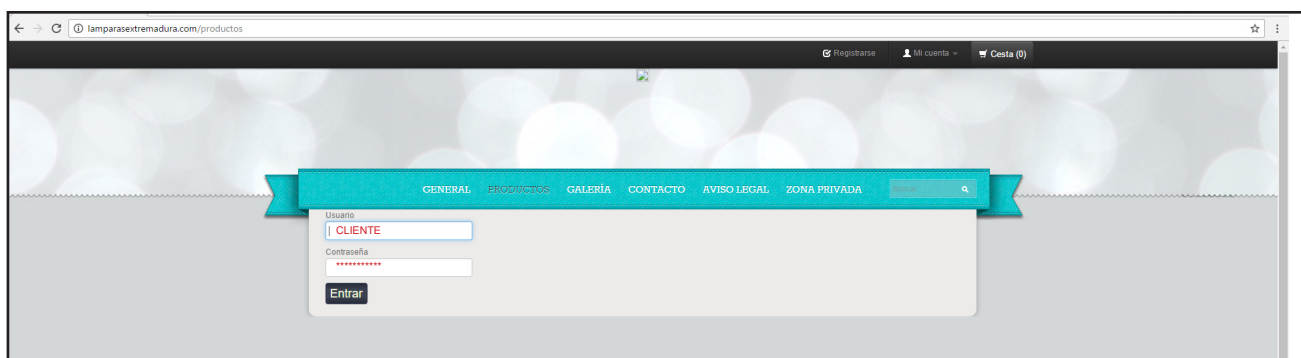 lamparasextremadura.com/productos
Registrarse Mi cuenta Cesta (0)
GENERAL PRODUCTOS GALERÍA CONTACTO AVISO LEGAL ZONA PRIVADA
Usuario
CLIENTE
Contraseña
***********
Entrar